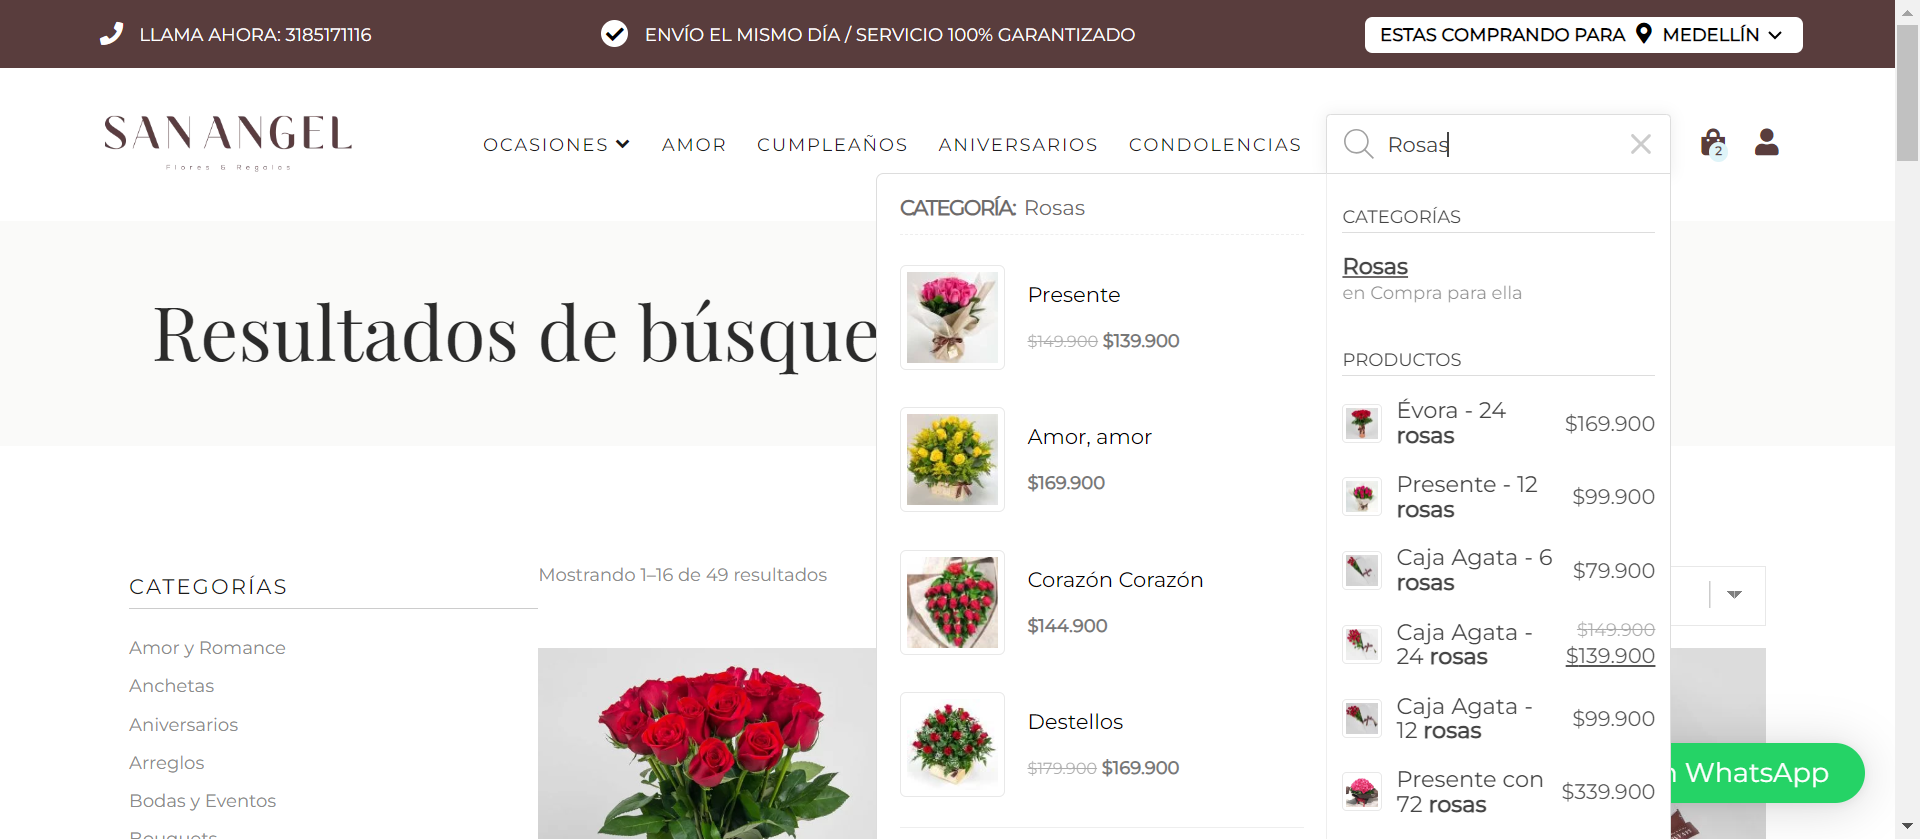 LLAMA AHORA: 3185171116
ENVÍO EL MISMO DÍA / SERVICIO 100% GARANTIZADO
ESTAS COMPRANDO PARA MEDELLÍN
SAN ANGEL
Flores & Regalos
OCASIONES
AMOR
CUMPLEAÑOS
ANIVERSARIOS
CONDOLENCIAS
Rosas
2
Resultados de búsque
CATEGORÍA: Rosas
Presente
$149.900 $139.900
Amor, amor
$169.900
Corazón Corazón
$144.900
Destellos
$179.900 $169.900
CATEGORÍAS
Rosas
en Compra para ella
PRODUCTOS
Évora - 24
rosas
$169.900
Presente - 12
rosas
$99.900
Caja Agata - 6
rosas
$79.900
Caja Agata -
24 rosas
$149.900
$139.900
Caja Agata -
12 rosas
$99.900
Presente con
72 rosas
$339.900
Mostrando 1–16 de 49 resultados
CATEGORÍAS
Amor y Romance
Anchetas
Aniversarios
Arreglos
Bodas y Eventos
Bouquets
WhatsApp